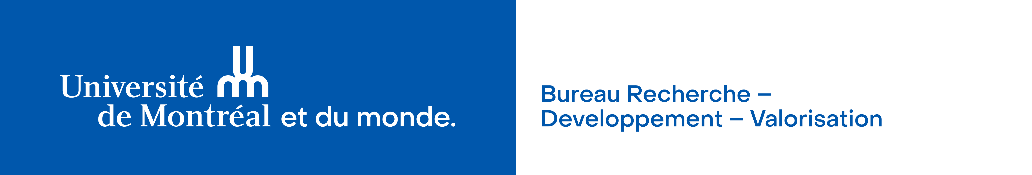 Université
de Montréal et du monde.
Bureau Recherche –
Developpement – Valorisation